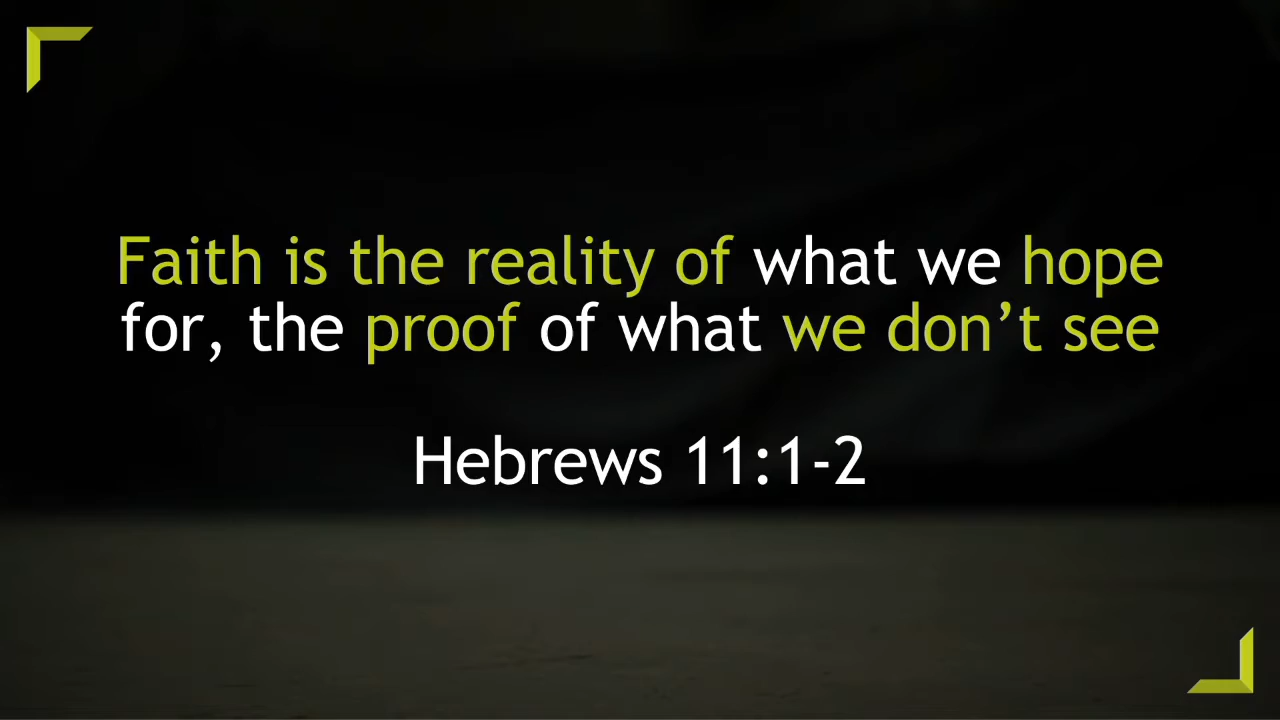 Faith is the reality of what we hope
for, the proof of what we don’t see
Hebrews 11:1-2